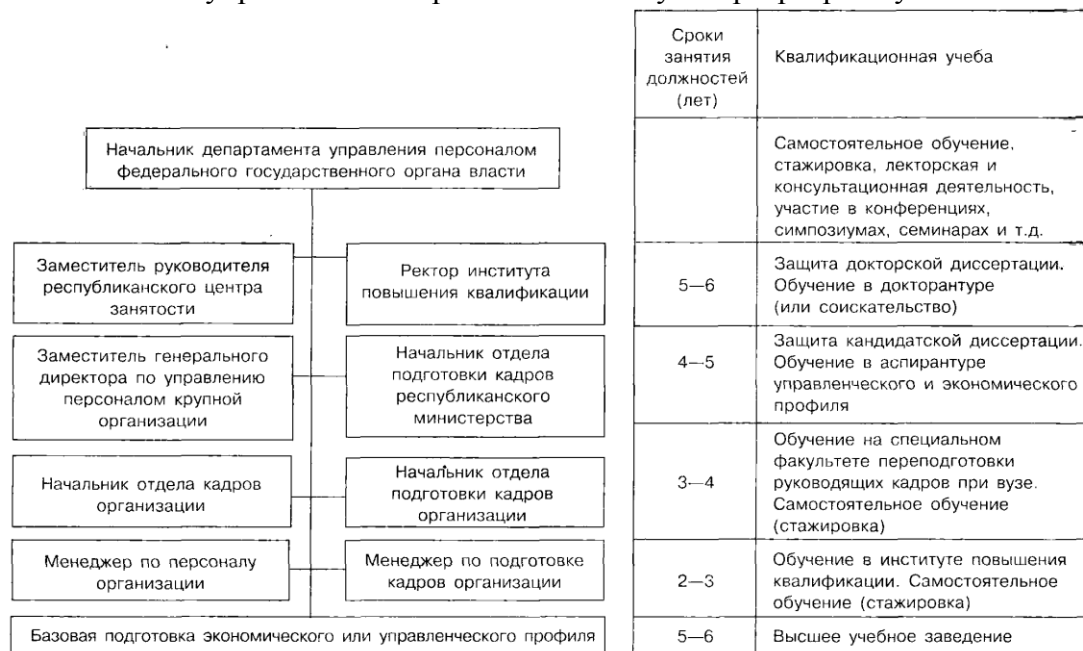 Сроки
занятия
должностей
(лет)
Квалификационная учеба
Начальник департамента управления персоналом
федерального государственного органа власти
Самостоятельное обучение,
стажировка, лекторская и
консультационная деятельность,
участие в конференциях,
симпозиумах, семинарах и т.д.
Заместитель руководителя
республиканского центра
занятости
Ректор института
повышения квалификации
5—6
Защита докторской диссертации.
Обучение в докторантуре
(или соискательство)
Заместитель генерального
директора по управлению
персоналом крупной
организации
Начальник отдела
подготовки кадров
республиканского
министерства
4—5
Защита кандидатской диссертации.
Обучение в аспирантуре
управленческого и экономического
профиля
Начальник отдела кадров
организации
Начальник отдела
подготовки кадров
организации
3—4
Обучение на специальном
факультете переподготовки
руководящих кадров при вузе.
Самостоятельное обучение
(стажировка)
Менеджер по персоналу
организации
Менеджер по подготовке
кадров организации
2—3
Обучение в институте повышения
квалификации. Самостоятельное
обучение (стажировка)
Базовая подготовка экономического или управленческого профиля
5—6
Высшее учебное заведение